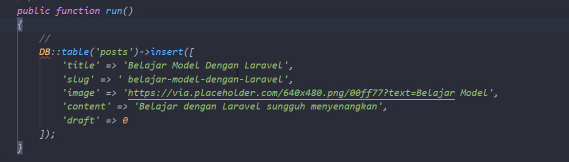 public function run()
{
//
DB::table('posts')->insert([
'title' => 'Belajar Model Dengan Laravel',
'slug' => ' belajar-model-dengan-laravel',
'image' => 'https://via.placeholder.com/640x480.png/00ff77?text=Belajar Model',
'content' => 'Belajar dengan Laravel sungguh menyenangkan',
'draft' => 0
]);
}